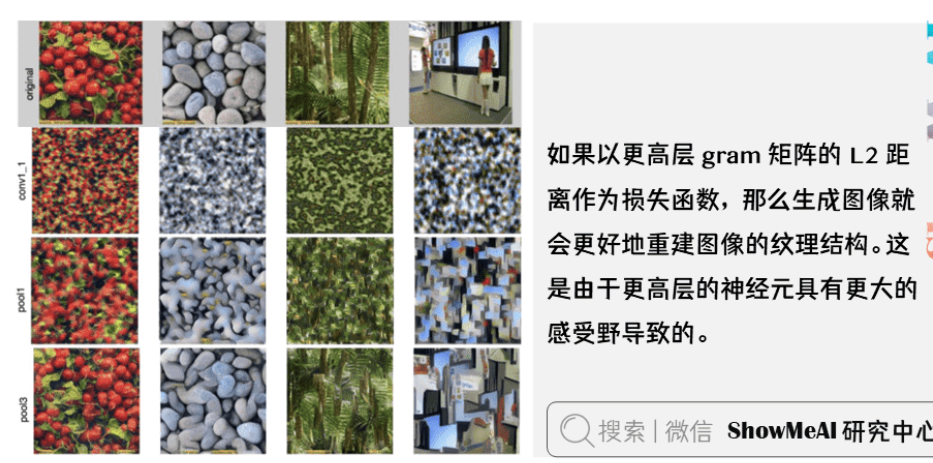 original
conv1_1
pool1
pool3
如果以更高层 gram 矩阵的 L2 距
离作为损失函数，那么生成图像就
会更好地重建图像的纹理结构。这
是由于更高层的神经元具有更大的
感受野导致的。
搜索 | 微信 ShowMeAI 研究中心